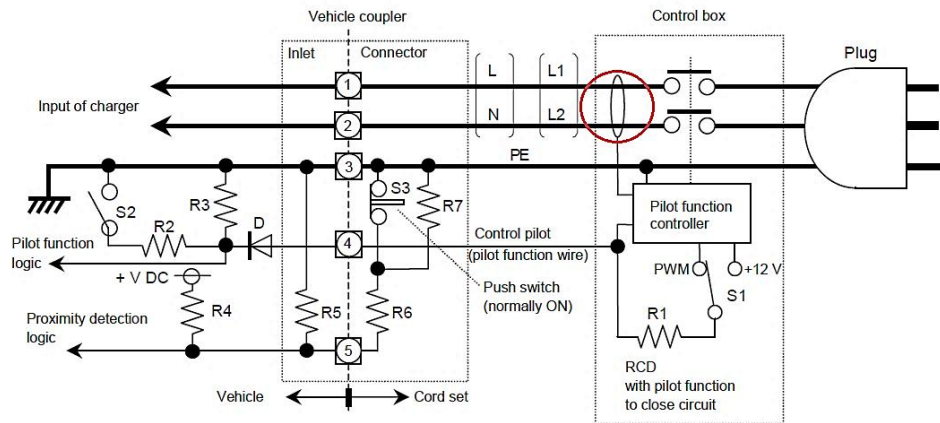 Vehicle coupler
Control box
Inlet
Connector
Plug
L
L1
1
Input of charger
N
L2
2
PE
3
S3
S2
R3
R7
Pilot function
controller
R2
D
4
Control pilot
(pilot function wire)
Pilot function
logic
+ V DC
PWM
+12 V
Push switch
(normally ON)
S1
R4
R5
R6
R1
Proximity detection
logic
5
RCD
with pilot function
to close circuit
Vehicle
Cord set